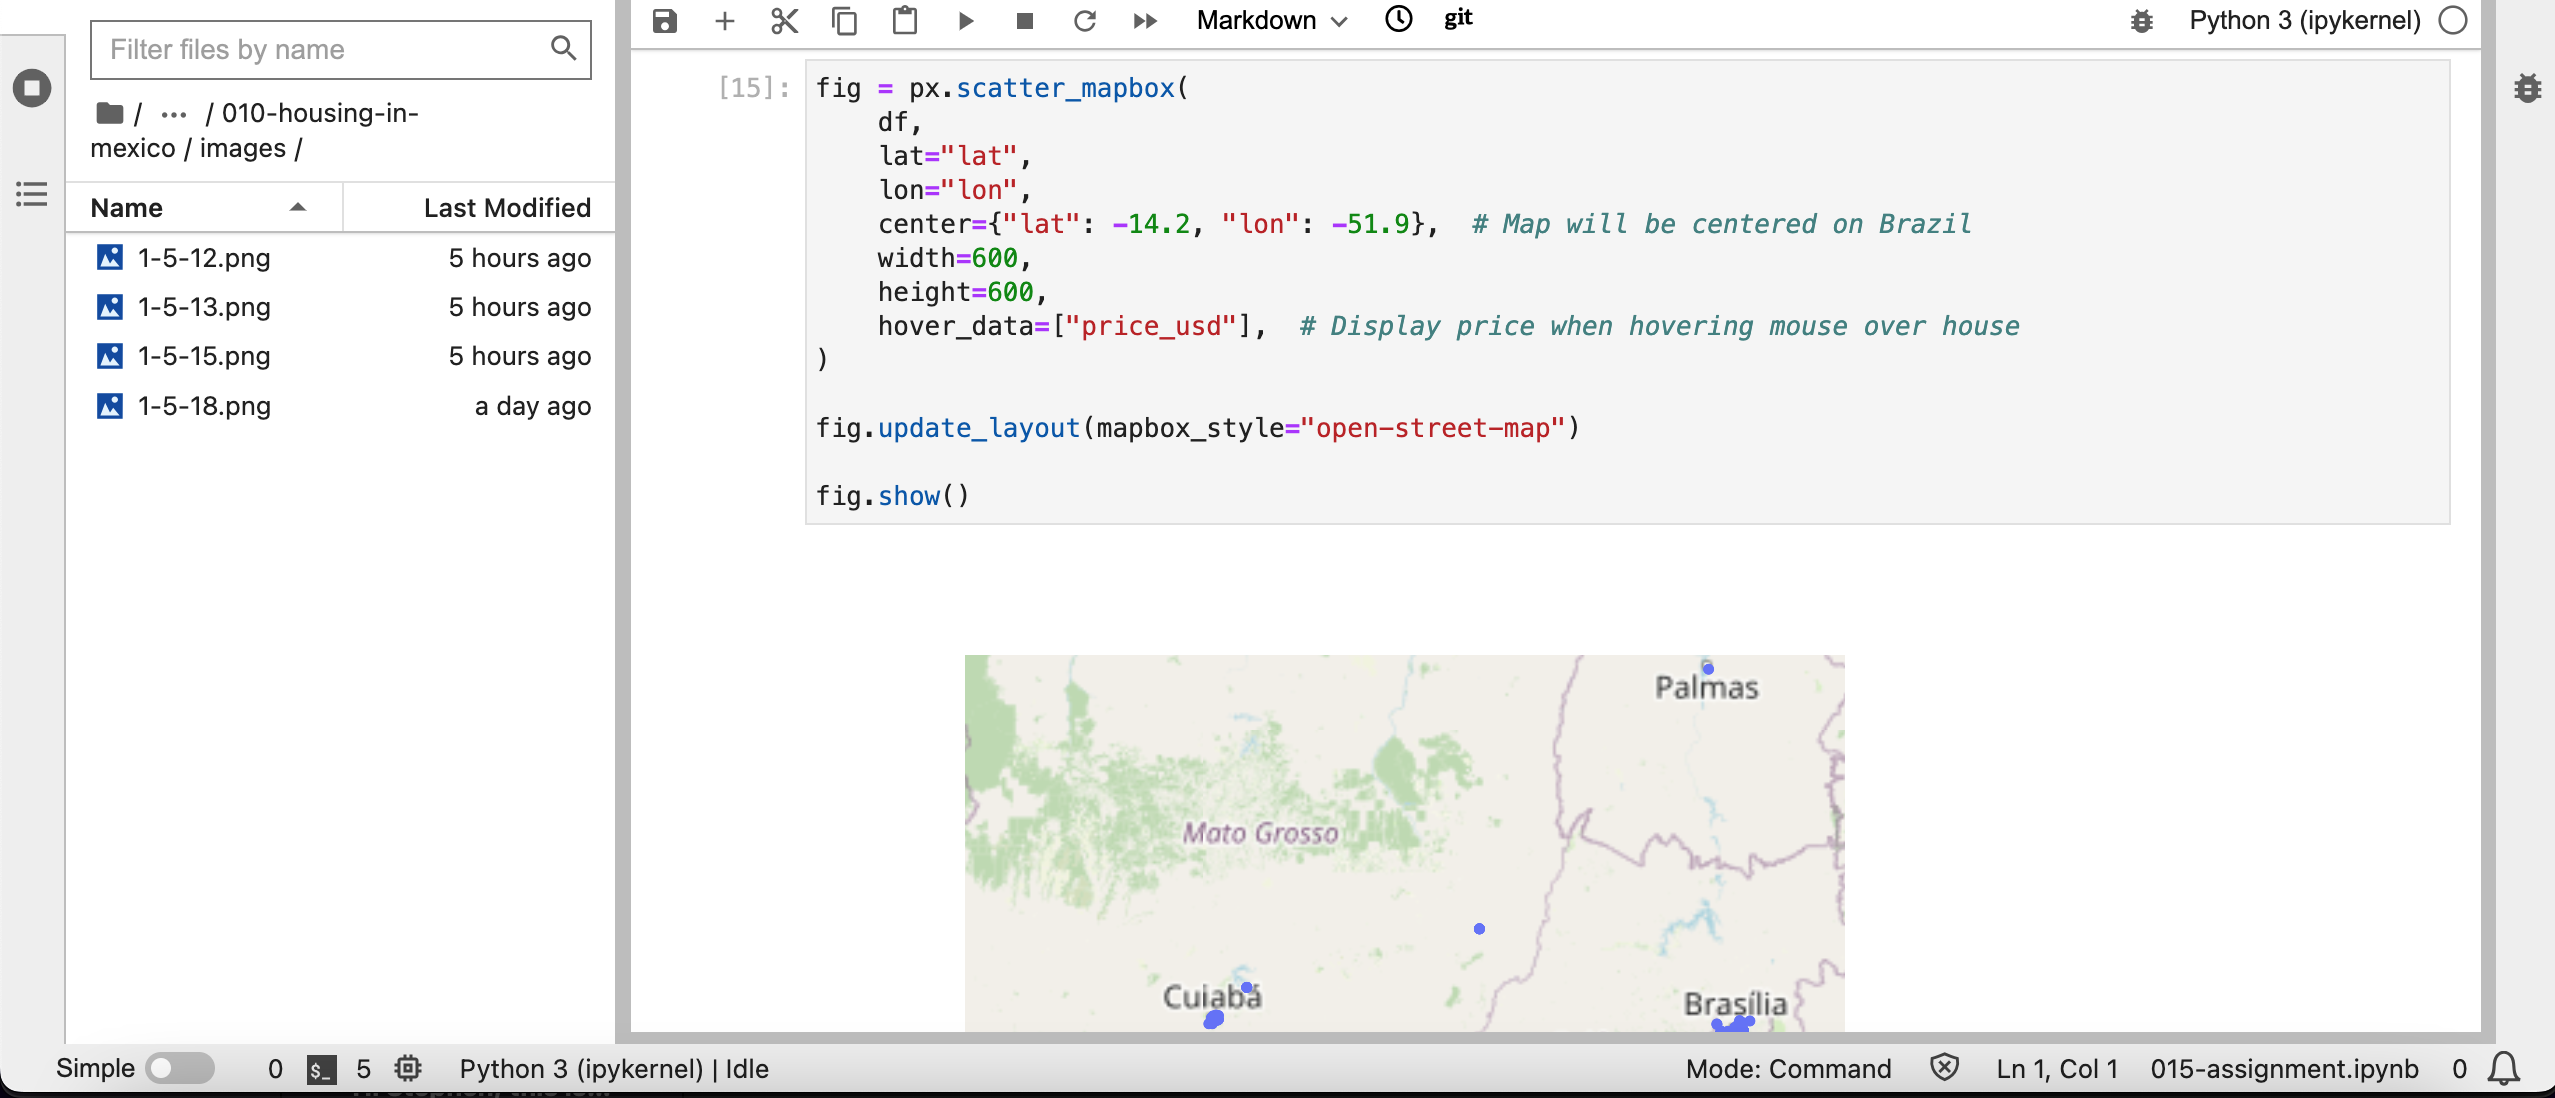 Filter files by name
/ ... / 010-housing-in-
mexico / images /
Name Last Modified
1-5-12.png 5 hours ago
1-5-13.png 5 hours ago
1-5-15.png 5 hours ago
1-5-18.png a day ago
Markdown git Python 3 (ipykernel)
[15]: fig = px.scatter_mapbox(
df,
lat="lat",
lon="lon",
center={"lat": -14.2, "lon": -51.9}, # Map will be centered on Brazil
width=600,
height=600,
hover_data=["price_usd"], # Display price when hovering mouse over house
)
fig.update_layout(mapbox_style="open-street-map")
fig.show()
Palmas
Mato Grosso
Cuiabá
Brasília
Simple 0 $_ 5 Python 3 (ipykernel) | Idle Mode: Command Ln 1, Col 1 015-assignment.ipynb 0